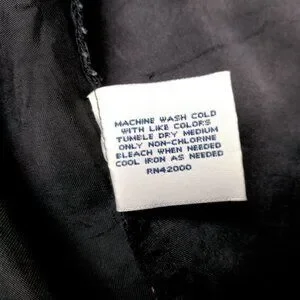 MACHINE WASH COLD
WITH LIKE COLORS
TUMBLE DRY MEDIUM
ONLY NON-CHLORINE
BLEACH WHEN NEEDED
COOL IRON AS NEEDED
RN42000